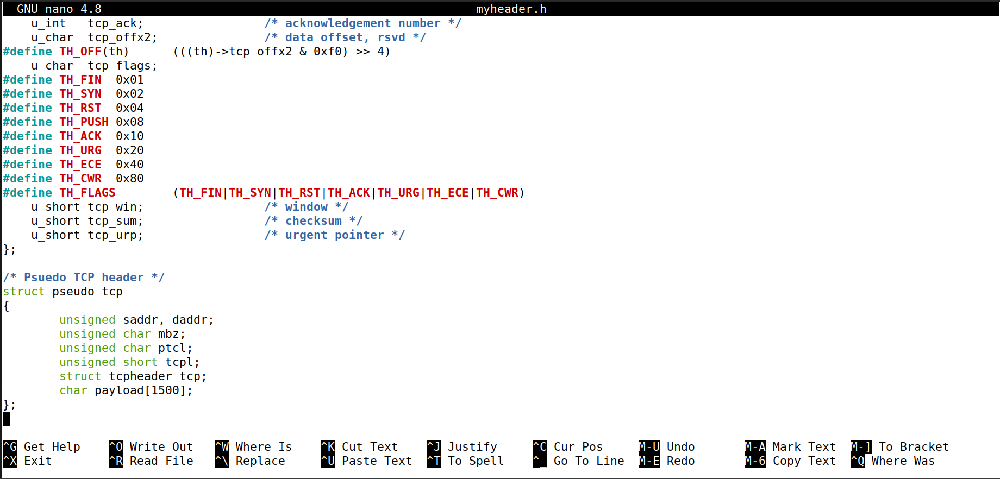 GNU nano 4.8 myheader.h
    u_int   tcp_ack;                 /* acknowledgement number */
    u_char  tcp_offx2;               /* data offset, rsvd */
#define TH_OFF(th)      (((th)->tcp_offx2 & 0xf0) >> 4)
    u_char  tcp_flags;
#define TH_FIN  0x01
#define TH_SYN  0x02
#define TH_RST  0x04
#define TH_PUSH 0x08
#define TH_ACK  0x10
#define TH_URG  0x20
#define TH_ECE  0x40
#define TH_CWR  0x80
#define TH_FLAGS        (TH_FIN|TH_SYN|TH_RST|TH_ACK|TH_URG|TH_ECE|TH_CWR)
    u_short tcp_win;                 /* window */
    u_short tcp_sum;                 /* checksum */
    u_short tcp_urp;                 /* urgent pointer */
};

/* Psuedo TCP header */
struct pseudo_tcp
{
        unsigned saddr, daddr;
        unsigned char mbz;
        unsigned char ptcl;
        unsigned short tcpl;
        struct tcpheader tcp;
        char payload[1500];
};

^G Get Help    ^O Write Out   ^W Where Is    ^K Cut Text    ^J Justify     ^C Cur Pos     M-U Undo       M-A Mark Text  M-] To Bracket
^X Exit        ^R Read File   ^\ Replace     ^U Paste Text  ^T To Spell    ^_ Go To Line  M-E Redo       M-6 Copy Text  ^Q Where Was